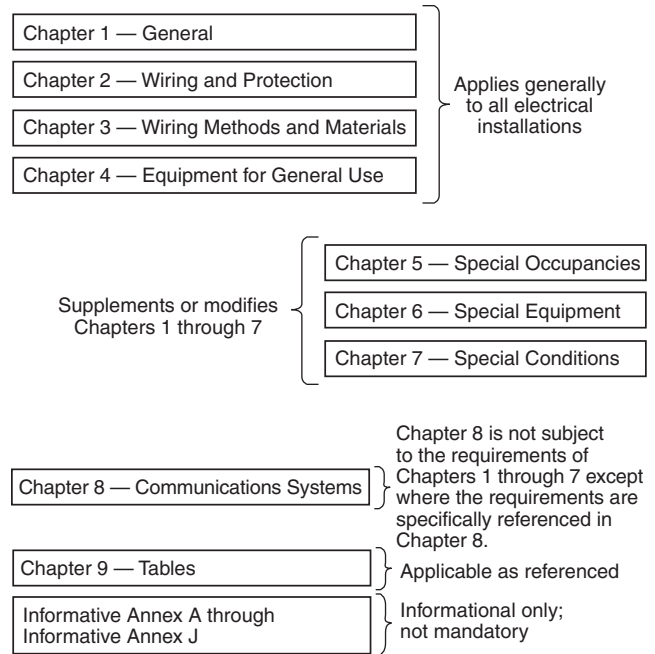 Chapter 1 — General
Chapter 2 — Wiring and Protection
Chapter 3 — Wiring Methods and Materials
Chapter 4 — Equipment for General Use
Applies generally
to all electrical
installations
Supplements or modifies
Chapters 1 through 7
Chapter 5 — Special Occupancies
Chapter 6 — Special Equipment
Chapter 7 — Special Conditions
Chapter 8 — Communications Systems
Chapter 8 is not subject
to the requirements of
Chapters 1 through 7 except
where the requirements are
specifically referenced in
Chapter 8.
Chapter 9 — Tables
Applicable as referenced
Informative Annex A through
Informative Annex J
Informational only;
not mandatory